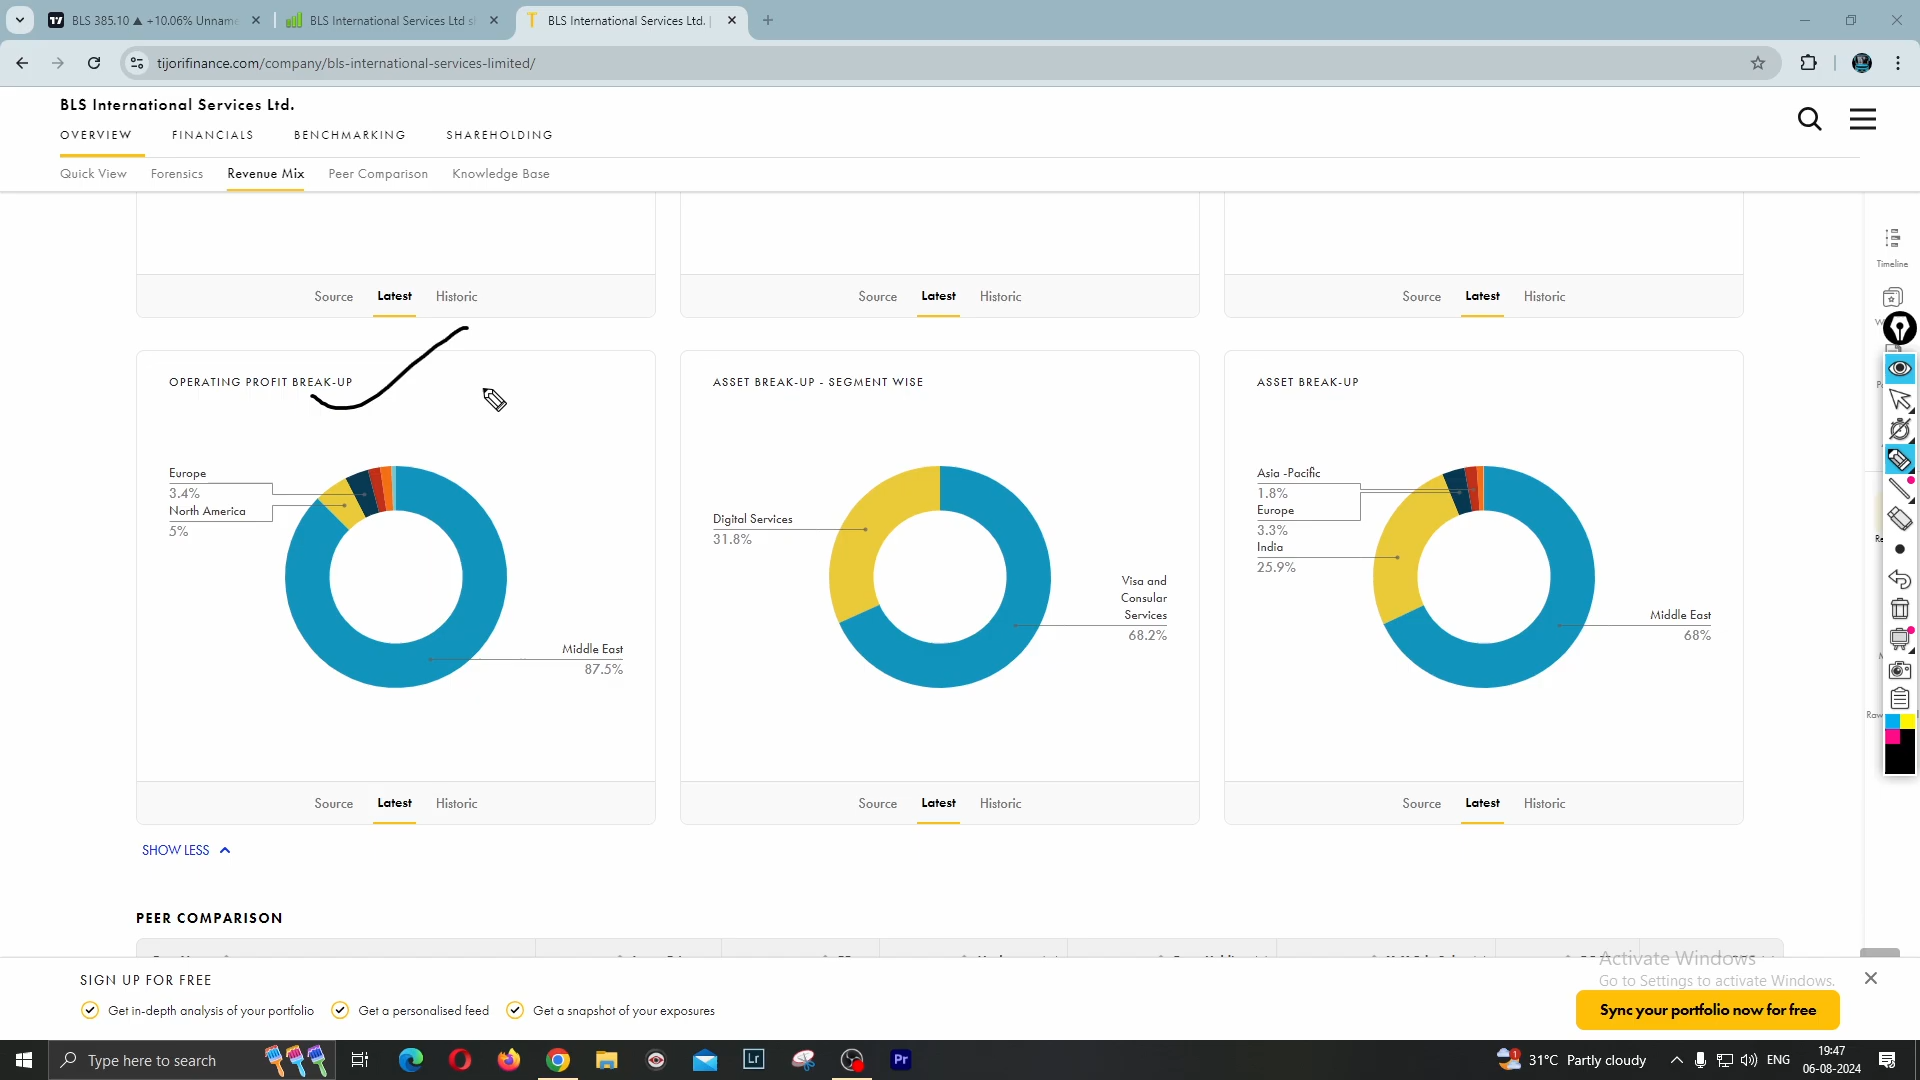 BLS 385.10 ▲ +10.06% Unname
BLS International Services Ltd s
BLS International Services Ltd. |
tijorifinance.com/company/bls-international-services-limited/
BLS International Services Ltd.
OVERVIEW FINANCIALS BENCHMARKING SHAREHOLDING
Quick View Forensics Revenue Mix Peer Comparison Knowledge Base
Timeline
Source Latest Historic
Source Latest Historic
Source Latest Historic
OPERATING PROFIT BREAK-UP
Europe
3.4%
North America
5%
Middle East
87.5%
Source Latest Historic
ASSET BREAK-UP - SEGMENT WISE
Digital Services
31.8%
Visa and
Consular
Services
68.2%
Source Latest Historic
ASSET BREAK-UP
Asia -Pacific
1.8%
Europe
3.3%
India
25.9%
Middle East
68%
Source Latest Historic
SHOW LESS
PEER COMPARISON
Activate Windows
Go to Settings to activate Windows.
SIGN UP FOR FREE
Get in-depth analysis of your portfolio Get a personalised feed Get a snapshot of your exposures
Sync your portfolio now for free
Type here to search
Lr
Pr
1
31°C Partly cloudy
ENG
19:47
06-08-2024